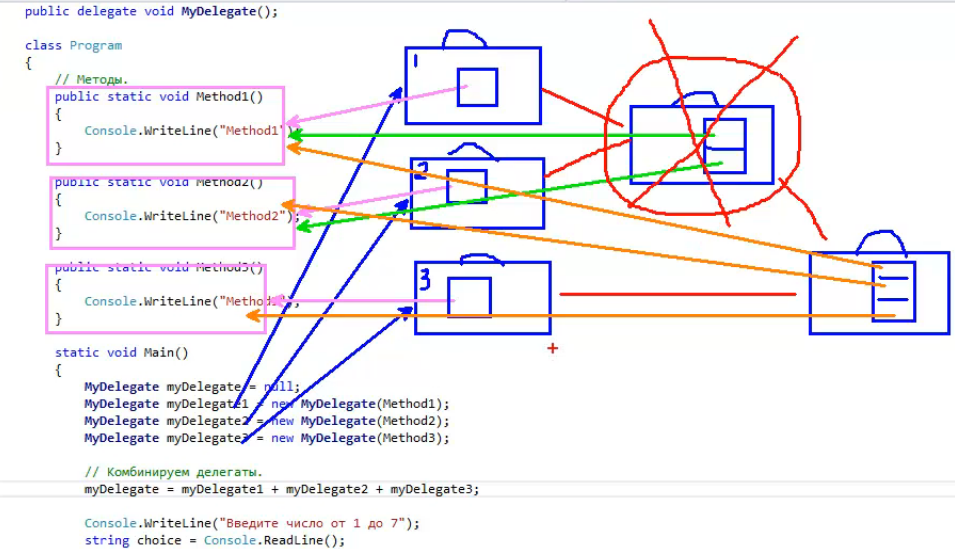 public delegate void MyDelegate();
class Program
{
// Методы.
public static void Method1()
{
Console.WriteLine("Method1");
}
public static void Method2()
{
Console.WriteLine("Method2");
}
public static void Method3()
{
Console.WriteLine("Method
}
static void Main()
{
MyDelegate myDelegate = null;
MyDelegate myDelegate1 = new MyDelegate(Method1);
MyDelegate myDelegate2 = new MyDelegate(Method2);
MyDelegate myDelegate3 = new MyDelegate(Method3);
// Комбинируем делегаты.
myDelegate = myDelegate1 + myDelegate2 + myDelegate3;
Console.WriteLine("Введите число от 1 до 7");
string choice = Console.ReadLine();
1
2
3